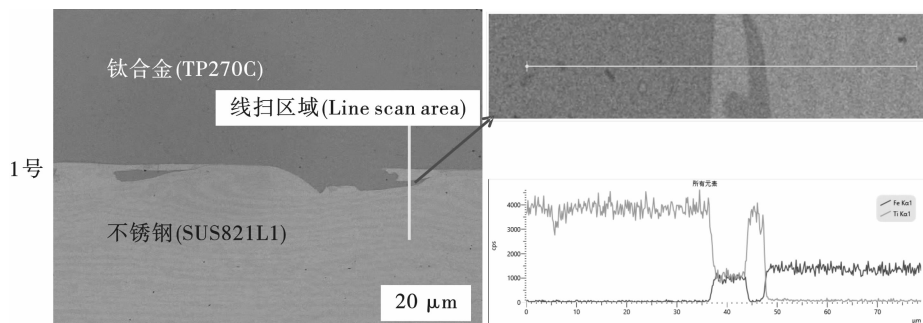 钛合金(TP270C)
线扫区域(Line scan area)
1号
不锈钢(SUS821L1)
20 μm
所有元素
Fe Kα1
Ti Kα1
cps
4000
3000
2000
1000
0
0 10 20 30 40 50 60 70
μm